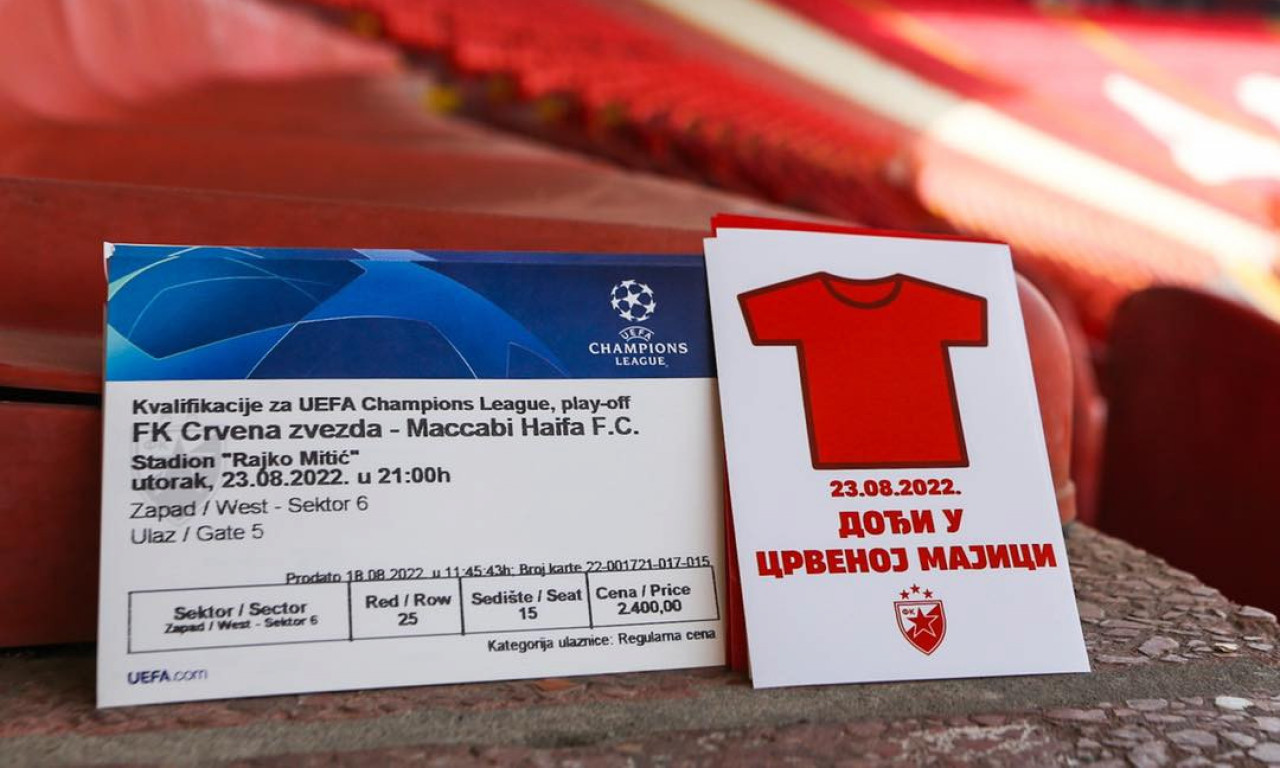 UEFA
CHAMPIONS
LEAGUE
Kvalifikacije za UEFA Champions League, play-off
FK Crvena zvezda - Maccabi Haifa F.C.
Stadion "Rajko Mitić"
utorak, 23.08.2022. u 21:00h
Zapad / West - Sektor 6
Ulaz / Gate 5
Prodato 18.08.2022. u 11:45:43h; Broj karte 22-001721-017-015
Sektor / Sector
Zapad / West - Sektor 6
Red / Row
25
Sedište / Seat
15
Cena / Price
2.400,00
Kategorija ulaznice: Regularna cena
UEFA.com
23.08.2022.
ДОЂИ У
ЦРВЕНОЈ МАЈИЦИ
ФК